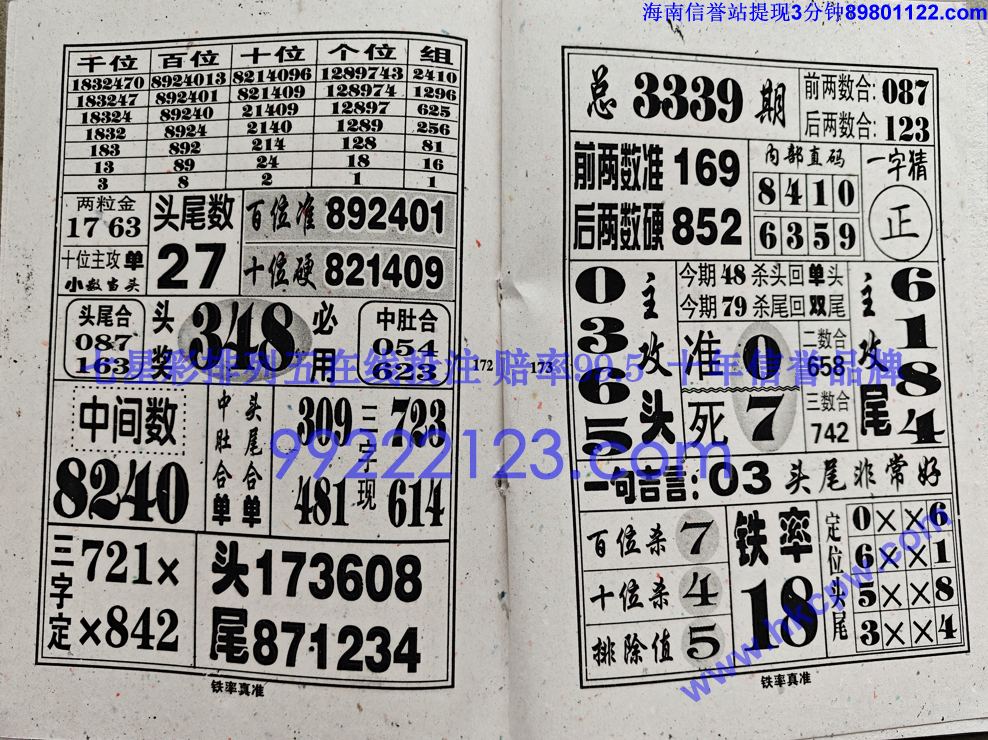 海南信誉站提现3分钟89801122.com
千位 百位 十位 个位 组
1832470 8924013 8214096 1289743 2410
183247 892401 821409 128974 1296
18324 89240 21409 12897 625
1832 8924 2140 1289 256
183 892 214 128 81
13 89 24 18 16
3 8 2 1 1
两粒金
17 63
十位主攻单
小数当头
头尾数
27
百位准 892401
十位硬 821409
头尾合
087
163
头奖
348
必用
中肚合
054
623
中间数
8240
中肚合单
头尾合单
309
481
三字现
723
614
三字定
721×
×842
头173608
尾871234
铁率真准
172
173
总3339期
前两数合:087
后两数合:123
前两数准 169
后两数硬 852
内部直码
8410
6359
一字猜
正
0365
主攻头
今期48杀头回单头
今期79杀尾回双尾
准 0
死 7
二数合
658
三数合
742
主攻尾
6184
一句吉言:03头尾非常好
百位杀 7
十位杀 4
排除值 5
铁率
18
定位头尾
0××6
6××1
5××8
3××4
铁率真准
七星彩排列五在线投注 赔率99.5 十年信誉品牌
99222123.com
www.hkcpw.com